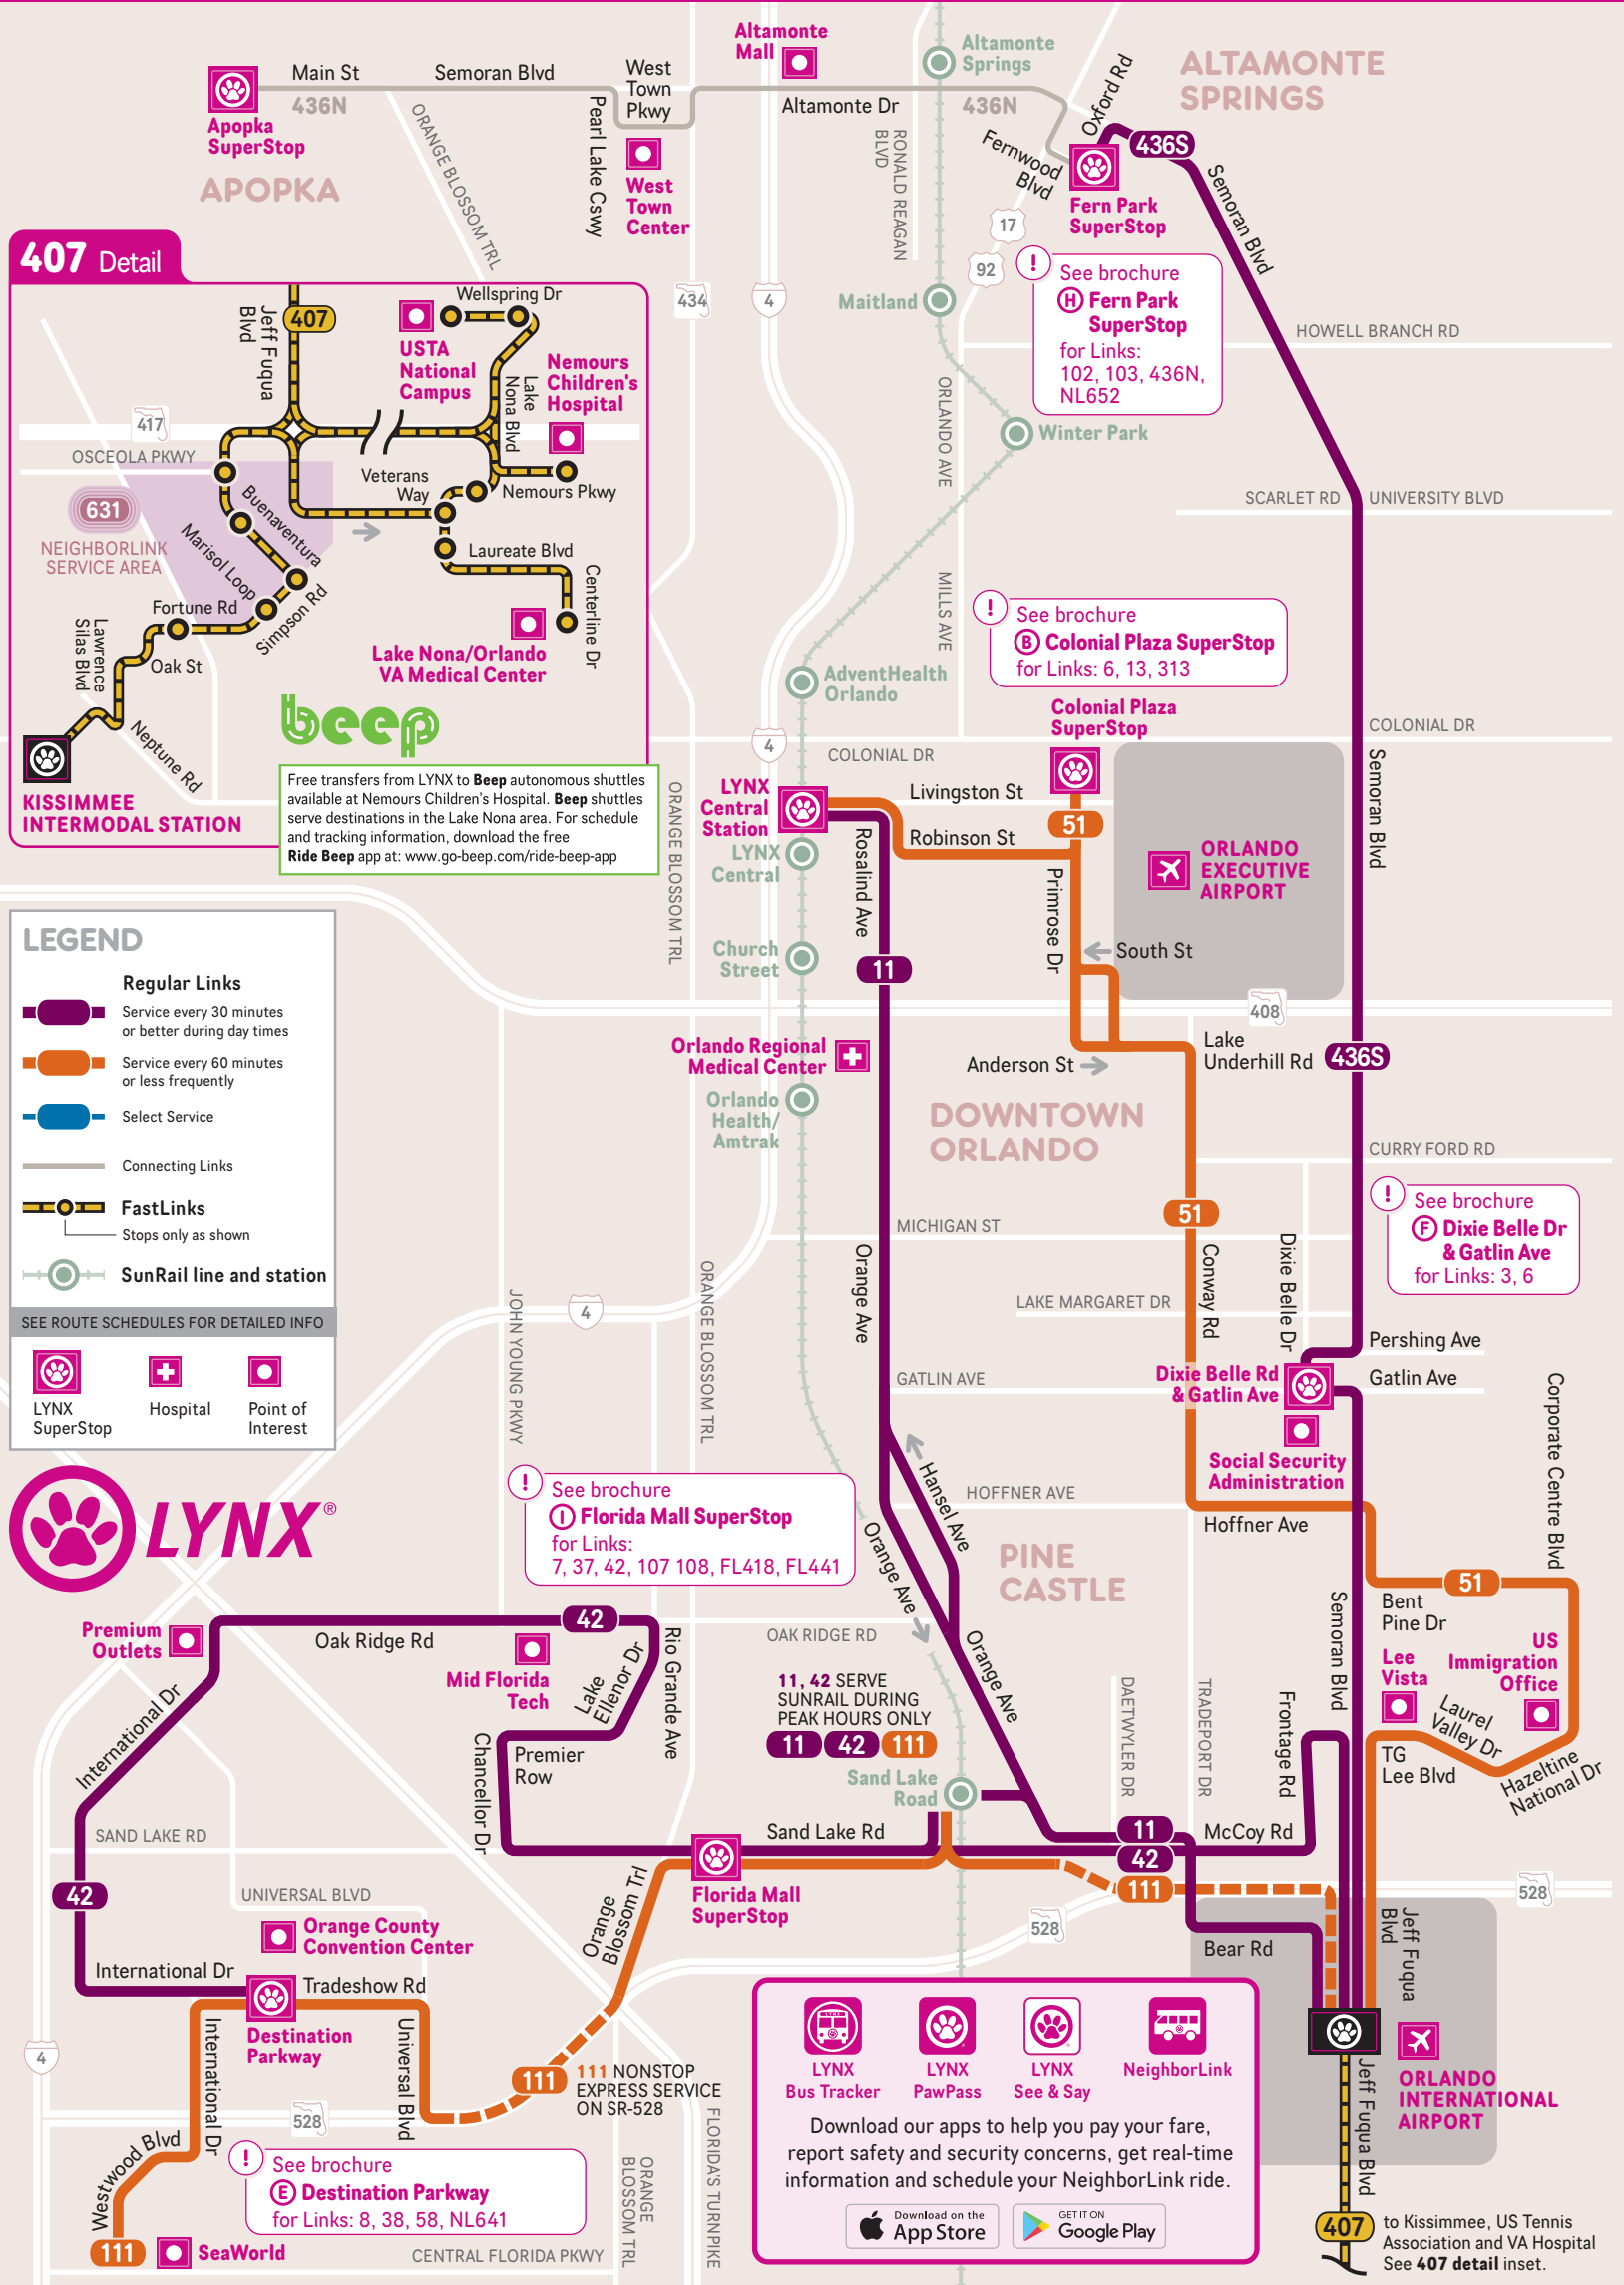 Altamonte
Mall
Altamonte
Springs
ALTAMONTE
SPRINGS
Main St
Semoran Blvd
West
Town
Pkwy
436N
Altamonte Dr
436N
Oxford Rd
Apopka
SuperStop
APOPKA
ORANGE BLOSSOM TRL
Pearl Lake Cswy
West
Town
Center
RONALD REAGAN
BLVD
Fernwood
Blvd
436S
Semoran Blvd
Fern Park
SuperStop
17
92
434
4
Maitland
!
See brochure
H Fern Park
SuperStop
for Links:
102, 103, 436N,
NL652
HOWELL BRANCH RD
ORLANDO AVE
Winter Park
SCARLET RD
UNIVERSITY BLVD
407 Detail
Jeff Fuqua
Blvd
407
Wellspring Dr
USTA
National
Campus
Nemours
Children's
Hospital
Lake
Nona Blvd
417
OSCEOLA PKWY
Veterans
Way
Nemours Pkwy
631
NEIGHBORLINK
SERVICE AREA
Buenaventura
Marisol Loop
Laureate Blvd
Fortune Rd
Simpson Rd
Centerline Dr
Lawrence
Silas Blvd
Oak St
Lake Nona/Orlando
VA Medical Center
Neptune Rd
KISSIMMEE
INTERMODAL STATION
beep
Free transfers from LYNX to Beep autonomous shuttles
available at Nemours Children's Hospital. Beep shuttles
serve destinations in the Lake Nona area. For schedule
and tracking information, download the free
Ride Beep app at: www.go-beep.com/ride-beep-app
MILLS AVE
!
See brochure
B Colonial Plaza SuperStop
for Links: 6, 13, 313
AdventHealth
Orlando
Colonial Plaza
SuperStop
4
COLONIAL DR
COLONIAL DR
Semoran Blvd
ORANGE BLOSSOM TRL
LYNX
Central
Station
Livingston St
51
Robinson St
LYNX
Central
Rosalind Ave
Primrose Dr
ORLANDO
EXECUTIVE
AIRPORT
Church
Street
11
South St
408
LEGEND
Regular Links
Service every 30 minutes
or better during day times
Service every 60 minutes
or less frequently
Select Service
Connecting Links
FastLinks
Stops only as shown
SunRail line and station
SEE ROUTE SCHEDULES FOR DETAILED INFO
LYNX
SuperStop
Hospital
Point of
Interest
Orlando Regional
Medical Center
Anderson St
Lake
Underhill Rd
436S
Orlando
Health/
Amtrak
DOWNTOWN
ORLANDO
CURRY FORD RD
!
See brochure
F Dixie Belle Dr
& Gatlin Ave
for Links: 3, 6
51
MICHIGAN ST
Orange Ave
Conway Rd
Dixie Belle Dr
LAKE MARGARET DR
4
JOHN YOUNG PKWY
ORANGE BLOSSOM TRL
Pershing Ave
GATLIN AVE
Dixie Belle Rd
& Gatlin Ave
Gatlin Ave
Corporate Centre Blvd
Social Security
Administration
LYNX®
!
See brochure
I Florida Mall SuperStop
for Links:
7, 37, 42, 107 108, FL418, FL441
Hansel Ave
HOFFNER AVE
Hoffner Ave
Orange Ave
PINE
CASTLE
51
Bent
Pine Dr
Semoran Blvd
Premium
Outlets
Oak Ridge Rd
42
Mid Florida
Tech
Lake
Ellenor Dr
Rio Grande Ave
OAK RIDGE RD
11, 42 SERVE
SUNRAIL DURING
PEAK HOURS ONLY
11 42 111
Sand Lake
Road
Orange Ave
DAETWYLER DR
TRADEPORT DR
Frontage Rd
Lee
Vista
US
Immigration
Office
Laurel
Valley Dr
TG
Lee Blvd
Hazeltine
National Dr
International Dr
Chancellor Dr
Premier
Row
SAND LAKE RD
Sand Lake Rd
11
42
111
McCoy Rd
42
UNIVERSAL BLVD
Orange County
Convention Center
Orange
Blossom Trl
Florida Mall
SuperStop
528
528
Bear Rd
Jeff Fuqua
Blvd
International Dr
Tradeshow Rd
Destination
Parkway
International Dr
Universal Blvd
4
111
111 NONSTOP
EXPRESS SERVICE
ON SR-528
528
Westwood Blvd
!
See brochure
E Destination Parkway
for Links: 8, 38, 58, NL641
111
SeaWorld
CENTRAL FLORIDA PKWY
ORANGE
BLOSSOM TRL
FLORIDA'S TURNPIKE
LYNX
LYNX
Bus Tracker
LYNX
PawPass
LYNX
See & Say
NeighborLink
Download our apps to help you pay your fare,
report safety and security concerns, get real-time
information and schedule your NeighborLink ride.
Download on the
App Store
GET IT ON
Google Play
ORLANDO
INTERNATIONAL
AIRPORT
Jeff Fuqua Blvd
407
to Kissimmee, US Tennis
Association and VA Hospital
See 407 detail inset.